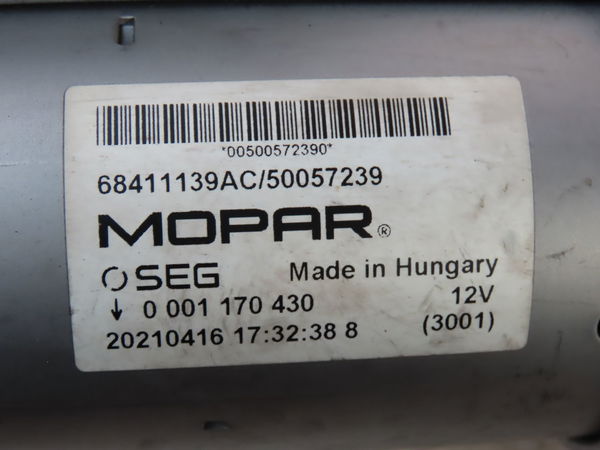 *00500572390*
68411139AC/50057239
MOPAR®
SEG Made in Hungary
↓ 0 001 170 430 12V
20210416 17:32:38 8 (3001)